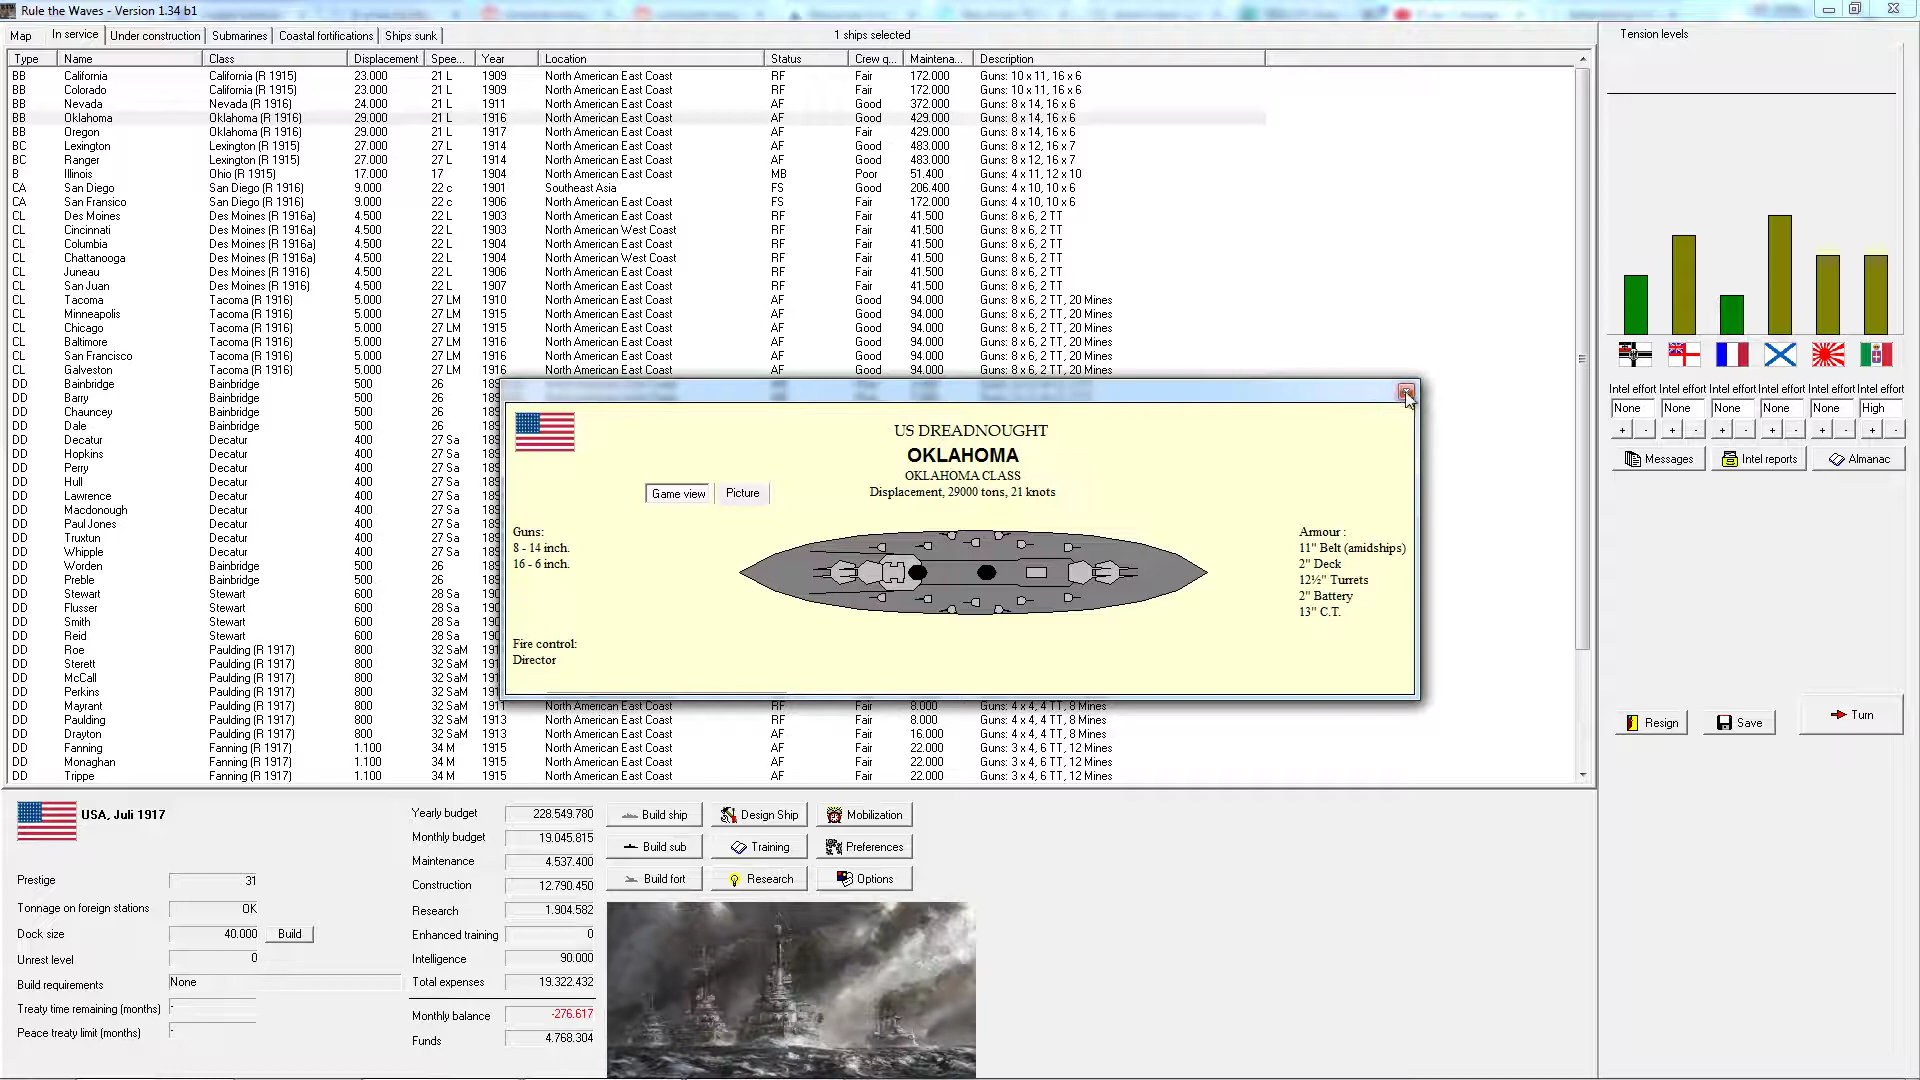 Rule the Waves - Version 1.34 b1
Map In service Under construction Submarines Coastal fortifications Ships sunk 1 ships selected Tension levels
Type Name Class Displacement Spee... Year Location Status Crew q... Maintena... Description
BB California California (R 1915) 23.000 21 L 1909 North American East Coast RF Fair 172.000 Guns: 10 x 11, 16 x 6
BB Colorado California (R 1915) 23.000 21 L 1909 North American East Coast RF Fair 172.000 Guns: 10 x 11, 16 x 6
BB Nevada Nevada (R 1916) 24.000 21 L 1911 North American East Coast AF Good 372.000 Guns: 8 x 14, 16 x 6
BB Oklahoma Oklahoma (R 1916) 29.000 21 L 1916 North American East Coast AF Good 429.000 Guns: 8 x 14, 16 x 6
BB Oregon Oklahoma (R 1916) 29.000 21 L 1917 North American East Coast AF Fair 429.000 Guns: 8 x 14, 16 x 6
BC Lexington Lexington (R 1915) 27.000 27 L 1914 North American East Coast AF Good 483.000 Guns: 8 x 12, 16 x 7
BC Ranger Lexington (R 1915) 27.000 27 L 1914 North American East Coast AF Good 483.000 Guns: 8 x 12, 16 x 7
B Illinois Ohio (R 1915) 17.000 17 1904 North American East Coast MB Poor 51.400 Guns: 4 x 11, 12 x 10
CA San Diego San Diego (R 1916) 9.000 22 c 1901 Southeast Asia FS Good 206.400 Guns: 4 x 10, 10 x 6
CA San Fransico San Diego (R 1916) 9.000 22 c 1906 North American East Coast FS Fair 172.000 Guns: 4 x 10, 10 x 6
CL Des Moines Des Moines (R 1916a) 4.500 22 L 1903 North American East Coast RF Fair 41.500 Guns: 8 x 6, 2 TT
CL Cincinnati Des Moines (R 1916a) 4.500 22 L 1903 North American West Coast RF Fair 41.500 Guns: 8 x 6, 2 TT
CL Columbia Des Moines (R 1916a) 4.500 22 L 1904 North American East Coast RF Fair 41.500 Guns: 8 x 6, 2 TT
CL Chattanooga Des Moines (R 1916a) 4.500 22 L 1904 North American West Coast RF Fair 41.500 Guns: 8 x 6, 2 TT
CL Juneau Des Moines (R 1916a) 4.500 22 L 1906 North American East Coast RF Fair 41.500 Guns: 8 x 6, 2 TT
CL San Juan Des Moines (R 1916a) 4.500 22 L 1907 North American East Coast RF Fair 41.500 Guns: 8 x 6, 2 TT
CL Tacoma Tacoma (R 1916) 5.000 27 LM 1910 North American East Coast AF Good 94.000 Guns: 8 x 6, 2 TT, 20 Mines
CL Minneapolis Tacoma (R 1916) 5.000 27 LM 1915 North American East Coast AF Good 94.000 Guns: 8 x 6, 2 TT, 20 Mines
CL Chicago Tacoma (R 1916) 5.000 27 LM 1915 North American East Coast AF Good 94.000 Guns: 8 x 6, 2 TT, 20 Mines
CL Baltimore Tacoma (R 1916) 5.000 27 LM 1916 North American East Coast AF Good 94.000 Guns: 8 x 6, 2 TT, 20 Mines
CL San Francisco Tacoma (R 1916) 5.000 27 LM 1916 North American East Coast AF Good 94.000 Guns: 8 x 6, 2 TT, 20 Mines
CL Galveston Tacoma (R 1916) 5.000 27 LM 1916 North American East Coast AF Good 94.000 Guns: 8 x 6, 2 TT, 20 Mines
DD Bainbridge Bainbridge 500 26
DD Barry Bainbridge 500 26
DD Chauncey Bainbridge 500 26
DD Dale Bainbridge 500 26
DD Decatur Decatur 400 27 Sa
DD Hopkins Decatur 400 27 Sa
DD Perry Decatur 400 27 Sa
DD Hull Decatur 400 27 Sa
DD Lawrence Decatur 400 27 Sa
DD Macdonough Decatur 400 27 Sa
DD Paul Jones Decatur 400 27 Sa
DD Truxtun Decatur 400 27 Sa
DD Whipple Decatur 400 27 Sa
DD Worden Bainbridge 500 26
DD Preble Bainbridge 500 26
DD Stewart Stewart 600 28 Sa
DD Flusser Stewart 600 28 Sa
DD Smith Stewart 600 28 Sa
DD Reid Stewart 600 28 Sa
DD Roe Paulding (R 1917) 800 32 SaM
DD Sterett Paulding (R 1917) 800 32 SaM
DD McCall Paulding (R 1917) 800 32 SaM
DD Perkins Paulding (R 1917) 800 32 SaM
DD Mayrant Paulding (R 1917) 800 32 SaM 1911 North American East Coast RF Fair 8.000 Guns: 4 x 4, 4 TT, 8 Mines
DD Paulding Paulding (R 1917) 800 32 SaM 1913 North American East Coast RF Fair 8.000 Guns: 4 x 4, 4 TT, 8 Mines
DD Drayton Paulding (R 1917) 800 32 SaM 1913 North American East Coast AF Fair 16.000 Guns: 4 x 4, 4 TT, 8 Mines
DD Fanning Fanning (R 1917) 1.100 34 M 1915 North American East Coast AF Fair 22.000 Guns: 3 x 4, 6 TT, 12 Mines
DD Monaghan Fanning (R 1917) 1.100 34 M 1915 North American East Coast AF Fair 22.000 Guns: 3 x 4, 6 TT, 12 Mines
DD Trippe Fanning (R 1917) 1.100 34 M 1915 North American East Coast AF Fair 22.000 Guns: 3 x 4, 6 TT, 12 Mines
US DREADNOUGHT
OKLAHOMA
OKLAHOMA CLASS
Displacement, 29000 tons, 21 knots
Game view Picture
Guns:
8 - 14 inch.
16 - 6 inch.
Fire control:
Director
Armour :
11" Belt (amidships)
2" Deck
12½" Turrets
2" Battery
13" C.T.
Intel effort Intel effort Intel effort Intel effort Intel effort Intel effort
None None None None None High
+ - + - + - + - + - + -
Messages Intel reports Almanac
Resign Save Turn
USA, Juli 1917
Prestige 31
Tonnage on foreign stations OK
Dock size 40.000 Build
Unrest level 0
Build requirements None
Treaty time remaining (months) -
Peace treaty limit (months) -
Yearly budget 228.549.780
Monthly budget 19.045.815
Maintenance 4.537.400
Construction 12.790.450
Research 1.904.582
Enhanced training 0
Intelligence 90.000
Total expenses 19.322.432
Monthly balance -276.617
Funds 4.768.304
Build ship Design Ship Mobilization
Build sub Training Preferences
Build fort Research Options